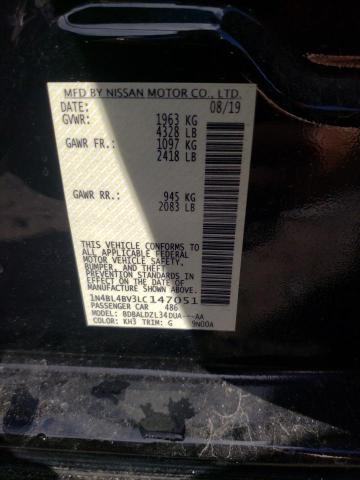 MFD BY NISSAN MOTOR CO., LTD.
DATE: 08/19
GVWR: 1963 KG
4328 LB
GAWR FR.: 1097 KG
2418 LB
GAWR RR.: 945 KG
2083 LB
THIS VEHICLE CONFORMS TO ALL
APPLICABLE FEDERAL MOTOR
VEHICLE SAFETY, BUMPER, AND THEFT
PREVENTION STANDARDS IN
EFFECT ON THE DATE OF
MANUFACTURE SHOWN ABOVE.
1N4BL4BV3LC147051
PASSENGER CAR 486
MODEL: BDBALDZL34DUA---AA
COLOR: KH3 TRIM: G 9N00A